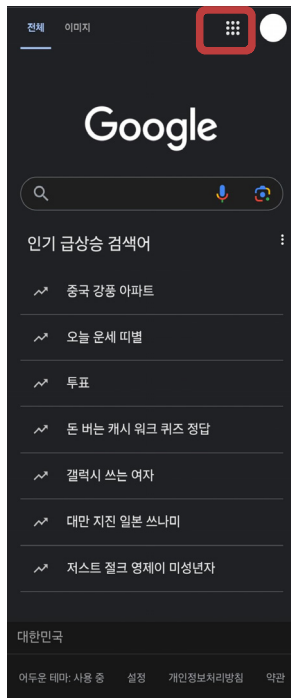 전체 이미지
Google
인기 급상승 검색어
중국 강풍 아파트
오늘 운세 띠별
투표
돈 버는 캐시 워크 퀴즈 정답
갤럭시 쓰는 여자
대만 지진 일본 쓰나미
저스트 절크 영제이 미성년자
대한민국
어두운 테마: 사용 중 설정 개인정보처리방침 약관